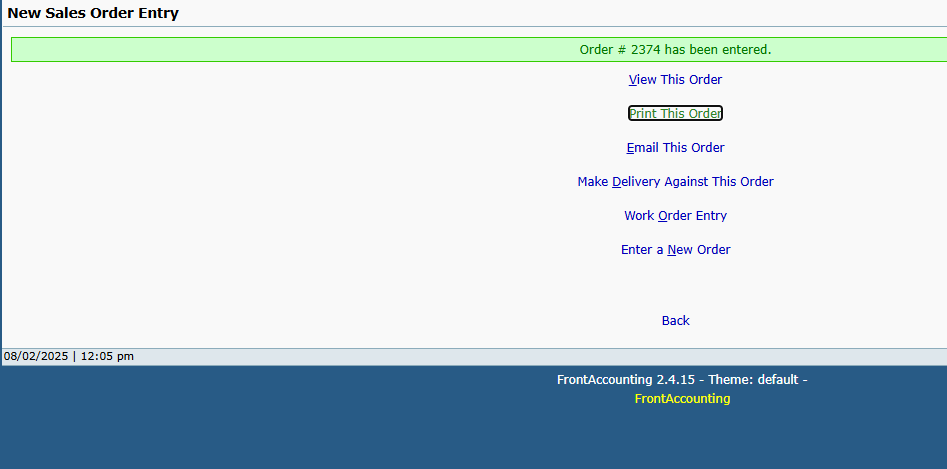 New Sales Order Entry
Order # 2374 has been entered.
View This Order
Print This Order
Email This Order
Make Delivery Against This Order
Work Order Entry
Enter a New Order
Back
08/02/2025 | 12:05 pm
FrontAccounting 2.4.15 - Theme: default -
FrontAccounting